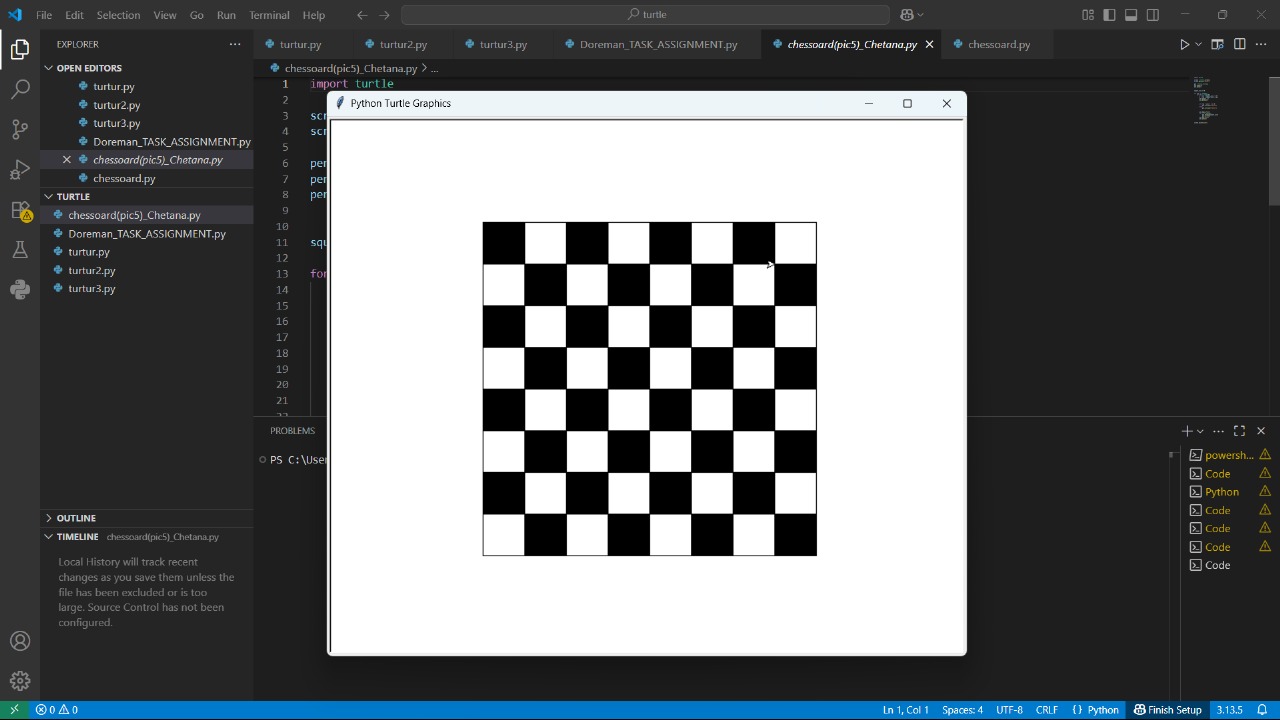 File Edit Selection View Go Run Terminal Help
turtle
EXPLORER
OPEN EDITORS
turtur.py
turtur2.py
turtur3.py
Doreman_TASK_ASSIGNMENT.py
chessoard(pic5)_Chetana.py
chessoard.py
TURTLE
chessoard(pic5)_Chetana.py
Doreman_TASK_ASSIGNMENT.py
turtur.py
turtur2.py
turtur3.py
OUTLINE
TIMELINE chessoard(pic5)_Chetana.py
Local History will track recent
changes as you save them unless the
file has been excluded or is too
large. Source Control has not been
configured.
turtur.py turtur2.py turtur3.py Doreman_TASK_ASSIGNMENT.py chessoard(pic5)_Chetana.py chessoard.py
chessoard(pic5)_Chetana.py > ...
1 import turtle
2
3 scr
4 scr
5
6 per
7 per
8 per
9
10
11 squ
12
13 for
14
15
16
17
18
19
20
21
Python Turtle Graphics
PROBLEMS
PS C:\User
powersh...
Code
Python
Code
Code
Code
Code
0 0
Ln 1, Col 1 Spaces: 4 UTF-8 CRLF {} Python Finish Setup 3.13.5